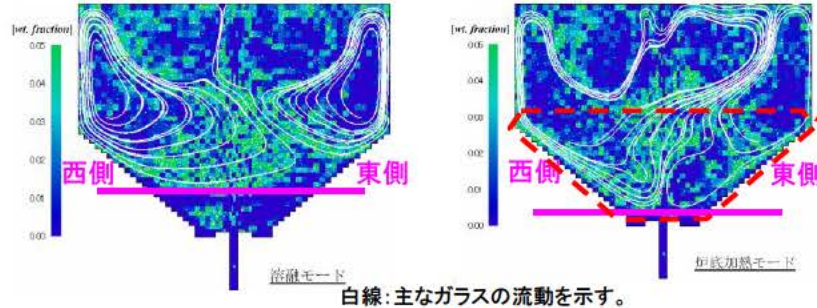 [wt. fraction]
0.05
0.04
0.03
0.02
0.01
0.00
西側
東側
溶融モード
[wt. fraction]
0.05
0.04
0.03
0.02
0.01
0.00
西側
東側
炉底加熱モード
白線:主なガラスの流動を示す。